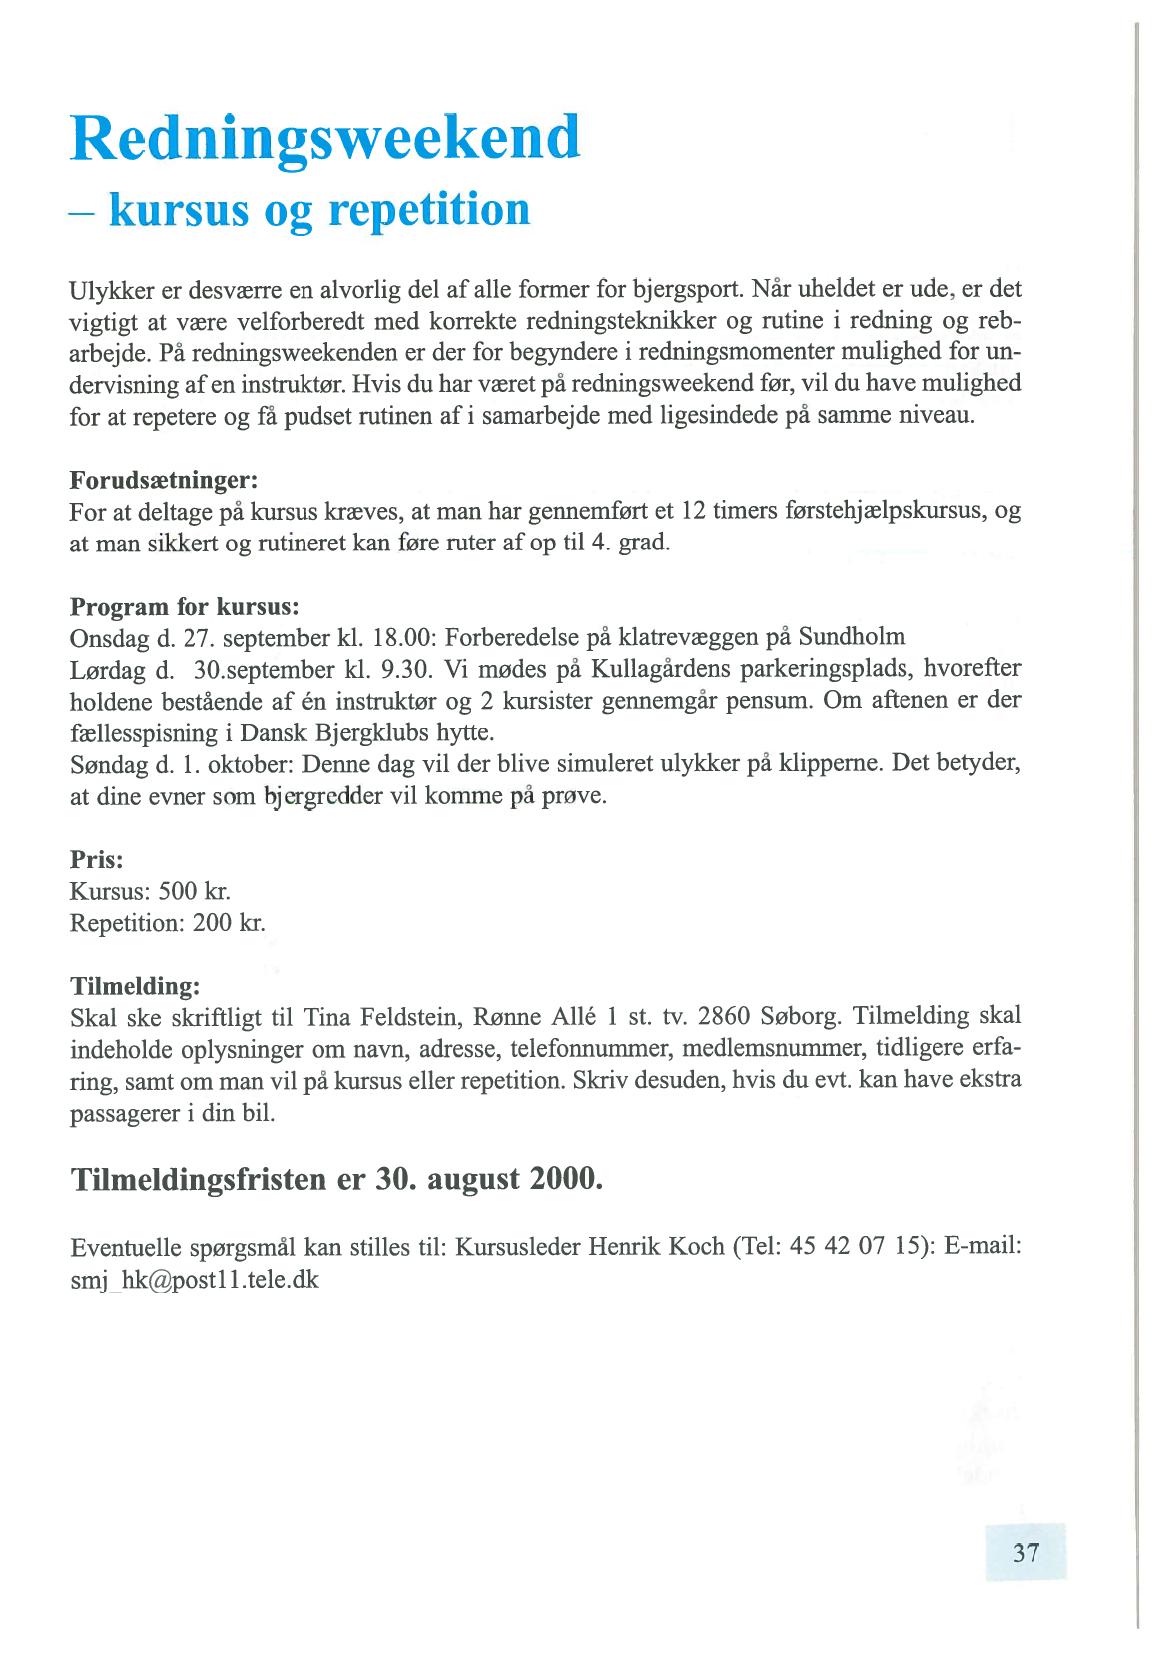 Redningsweekend
– kursus og repetition
Ulykker er desværre en alvorlig del af alle former for bjergsport. Når uheldet er ude, er det
vigtigt at være velforberedt med korrekte redningsteknikker og rutine i redning og reb-
arbejde. På redningsweekenden er der for begyndere i redningsmomenter mulighed for un-
dervisning af en instruktør. Hvis du har været på redningsweekend før, vil du have mulighed
for at repetere og få pudset rutinen af i samarbejde med ligesindede på samme niveau.
Forudsætninger:
For at deltage på kursus kræves, at man har gennemført et 12 timers førstehjælpskursus, og
at man sikkert og rutineret kan føre ruter af op til 4. grad.
Program for kursus:
Onsdag d. 27. september kl. 18.00: Forberedelse på klatrevæggen på Sundholm
Lørdag d. 30.september kl. 9.30. Vi mødes på Kullagårdens parkeringsplads, hvorefter
holdene bestående af én instruktør og 2 kursister gennemgår pensum. Om aftenen er der
fællesspisning i Dansk Bjergklubs hytte.
Søndag d. 1. oktober: Denne dag vil der blive simuleret ulykker på klipperne. Det betyder,
at dine evner som bjergredder vil komme på prøve.
Pris:
Kursus: 500 kr.
Repetition: 200 kr.
Tilmelding:
Skal ske skriftligt til Tina Feldstein, Rønne Allé 1 st. tv. 2860 Søborg. Tilmelding skal
indeholde oplysninger om navn, adresse, telefonnummer, medlemsnummer, tidligere erfa-
ring, samt om man vil på kursus eller repetition. Skriv desuden, hvis du evt. kan have ekstra
passagerer i din bil.
Tilmeldingsfristen er 30. august 2000.
Eventuelle spørgsmål kan stilles til: Kursusleder Henrik Koch (Tel: 45 42 07 15): E-mail:
smj_hk@post11.tele.dk
37